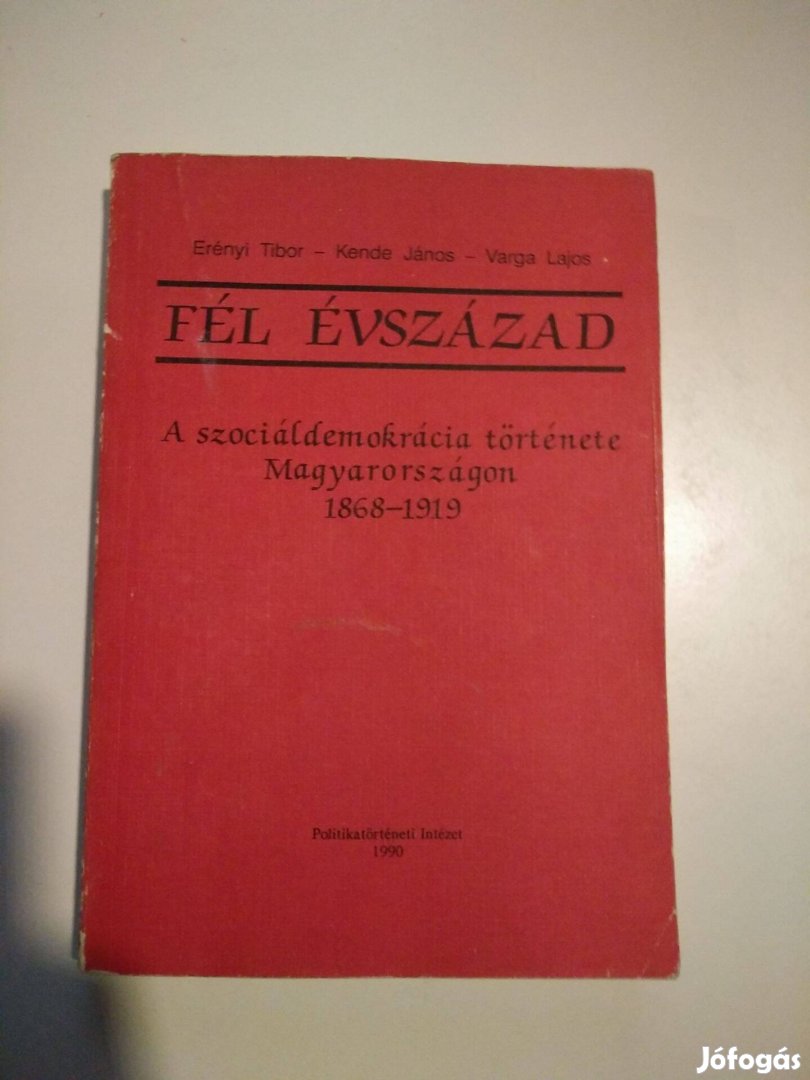 Erényi Tibor – Kende János – Varga Lajos
FÉL ÉVSZÁZAD
A szociáldemokrácia története
Magyarországon
1868–1919
Politikatörténeti Intézet
1990
Jófogás